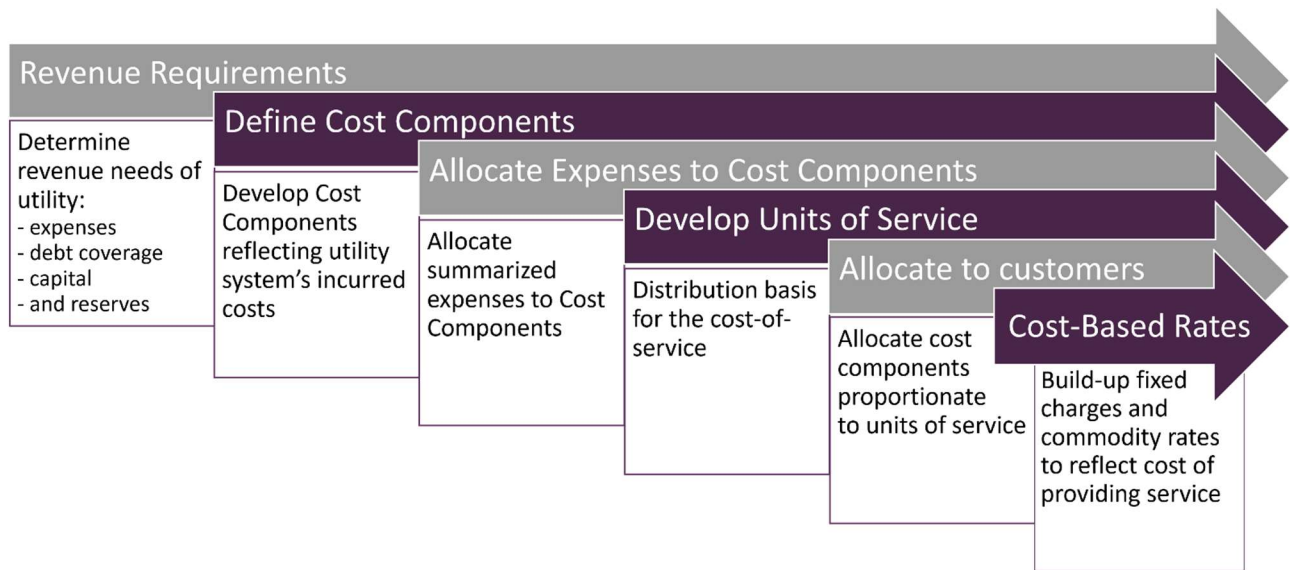 Revenue Requirements
Determine
revenue needs of
utility:
- expenses
- debt coverage
- capital
- and reserves
Define Cost Components
Develop Cost
Components
reflecting utility
system’s incurred
costs
Allocate Expenses to Cost Components
Allocate
summarized
expenses to Cost
Components
Develop Units of Service
Distribution basis
for the cost-of-
service
Allocate to customers
Allocate cost
components
proportionate
to units of service
Cost-Based Rates
Build-up fixed
charges and
commodity rates
to reflect cost of
providing service